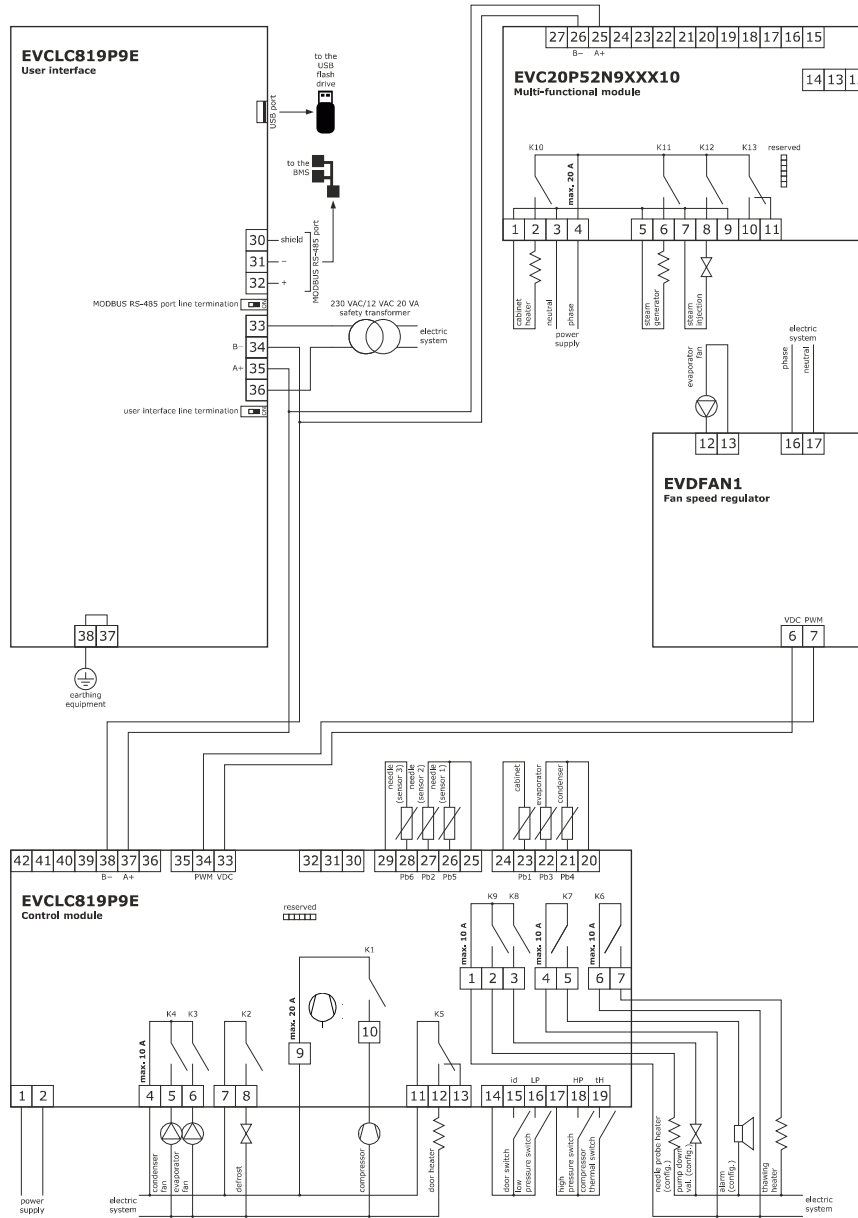 EVCLC819P9E
User interface
USB port
to the
USB
flash
drive
to the
BMS
30 shield
31 −
32 +
MODBUS RS-485 port
MODBUS RS-485 port line termination
ON
33
B− 34
A+ 35
36
230 VAC/12 VAC 20 VA
safety transformer
electric
system
user interface line termination
ON
38 37
earthing
equipment
27 26 25 24 23 22 21 20 19 18 17 16 15
B− A+
EVC20P52N9XXX10
Multi-functional module
14 13
K10 K11 K12 K13 reserved
max. 20 A
1 2 3 4 5 6 7 8 9 10 11
cabinet
heater
neutral
phase
power
supply
steam
generator
steam
injection
evaporator
fan
electric
system
phase
neutral
12 13 16 17
EVDFAN1
Fan speed regulator
VDC PWM
6 7
needle
(sensor 3)
needle
(sensor 2)
needle
(sensor 1)
cabinet
evaporator
condenser
42 41 40 39 38 37 36 35 34 33 32 31 30 29 28 27 26 25 24 23 22 21 20
B− A+ PWM VDC Pb6 Pb2 Pb5 Pb1 Pb3 Pb4
EVCLC819P9E
Control module
reserved
K9 K8 K7 K6
max. 10 A
max. 10 A
max. 10 A
1 2 3 4 5 6 7
K1
max. 20 A
9 10
K4 K3 K2 K5
max. 10 A
id LP HP tH
1 2 4 5 6 7 8 11 12 13 14 15 16 17 18 19
power
supply
electric
system
condenser
fan
evaporator
fan
defrost
compressor
door heater
door switch
low
pressure switch
high
pressure switch
compressor
thermal switch
needle probe heater
(config.)
pump down
val. (config.)
alarm
(config.)
thawing
heater
electric
system